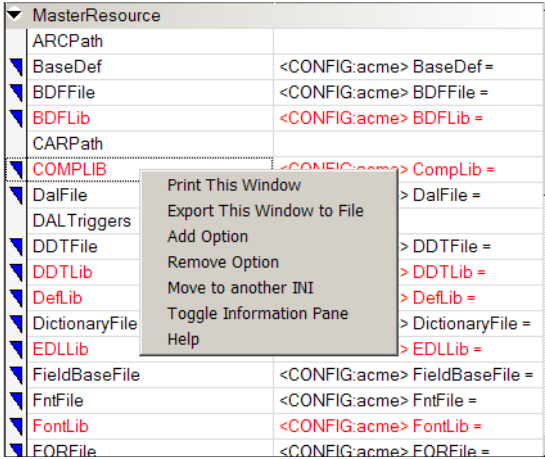 MasterResource
ARCPath
BaseDef <CONFIG:acme> BaseDef =
BDFFile <CONFIG:acme> BDFFile =
BDFLib <CONFIG:acme> BDFLib =
CARPath
COMPLIB <CONFIG:acme> CompLib =
DalFile > DalFile =
DALTriggers
DDTFile > DDTFile =
DDTLib > DDTLib =
DefLib > DefLib =
DictionaryFile > DictionaryFile =
EDLLib > EDLLib =
FieldBaseFile <CONFIG:acme> FieldBaseFile =
FntFile <CONFIG:acme> FntFile =
FontLib <CONFIG:acme> FontLib =
FORFile <CONFIG:acme> FORFile =
Print This Window
Export This Window to File
Add Option
Remove Option
Move to another INI
Toggle Information Pane
Help